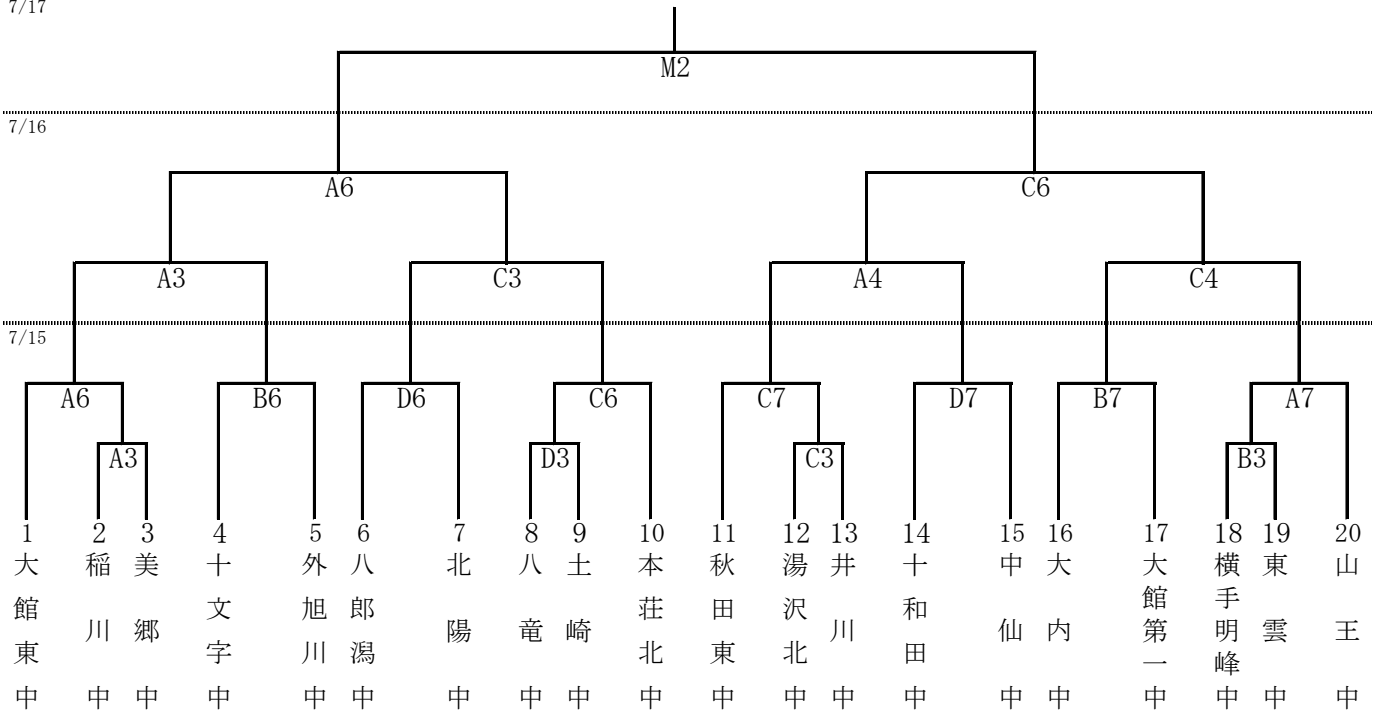 7/17
M2
7/16
A6 C6
A3 C3 A4 C4
7/15
A6 B6 D6 C6 C7 D7 B7 A7
A3 D3 C3 B3
1 2 3 4 5 6 7 8 9 10 11 12 13 14 15 16 17 18 19 20
大館東中
稲川中
美郷中
十文字中
外旭川中
八郎潟中
北陽中
八竜中
土崎中
本荘北中
秋田東中
湯沢北中
井川中
十和田中
中仙中
大内中
大館第一中
横手明峰中
東雲中
山王中